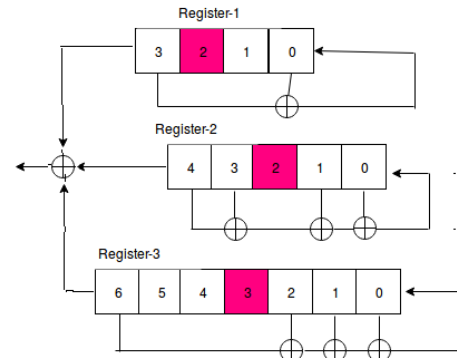 Register-1
3 2 1 0
Register-2
4 3 2 1 0
Register-3
6 5 4 3 2 1 0